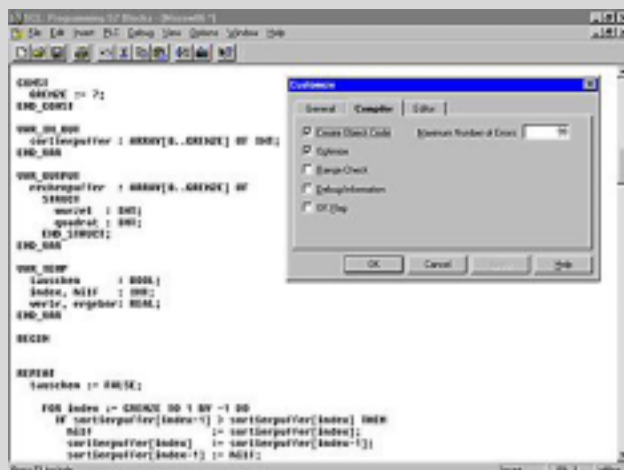 SCL: Programming S7 Blocks
File Edit Insert PLC Debug View Options Window Help
CONST
GRENZE := 7;
END_CONST
VAR_IN_OUT
sortierpuffer : ARRAY[0..GRENZE] OF INT;
END_VAR
VAR_OUTPUT
rechenpuffer : ARRAY[0..GRENZE] OF
STRUCT
wurzel : INT;
quadrat : INT;
END_STRUCT;
END_VAR
VAR_TEMP
tauschen : BOOL;
index, hilf : INT;
wertr, ergebnr: REAL;
END_VAR
BEGIN
REPEAT
tauschen := FALSE;
FOR index := GRENZE TO 1 BY -1 DO
IF sortierpuffer[index-1] > sortierpuffer[index] THEN
hilf := sortierpuffer[index];
sortierpuffer[index] := sortierpuffer[index-1];
sortierpuffer[index-1] := hilf;
Customize
General Compiler Editor
Create Object Code Maximum Number of Errors:
Optimize
Range Check
Debug Information
OK Flag
OK Cancel Help